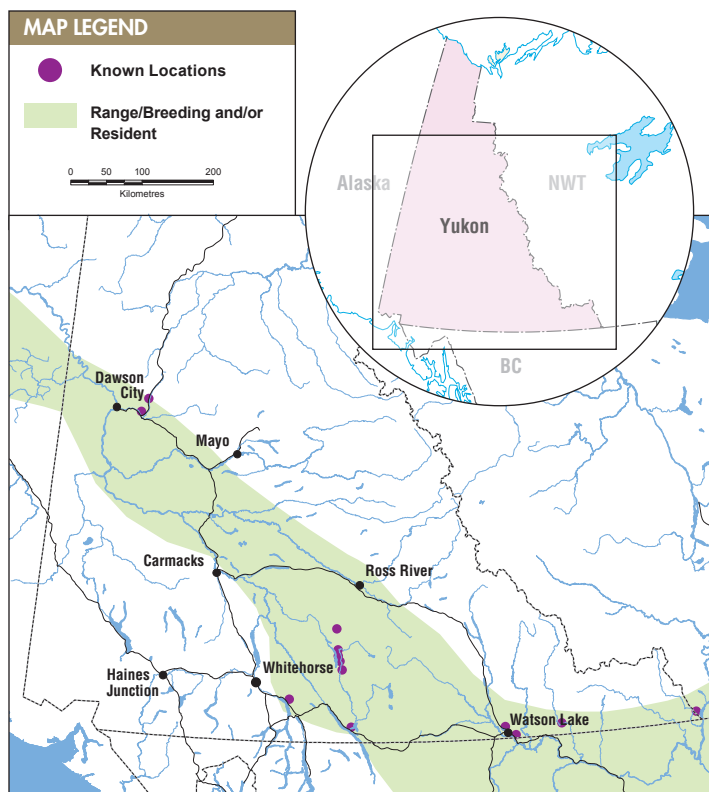 MAP LEGEND
Known Locations
Range/Breeding and/or
Resident
0 50 100 200
Kilometres
Alaska
NWT
Yukon
BC
Dawson
City
Mayo
Carmacks
Ross River
Haines
Junction
Whitehorse
Watson Lake